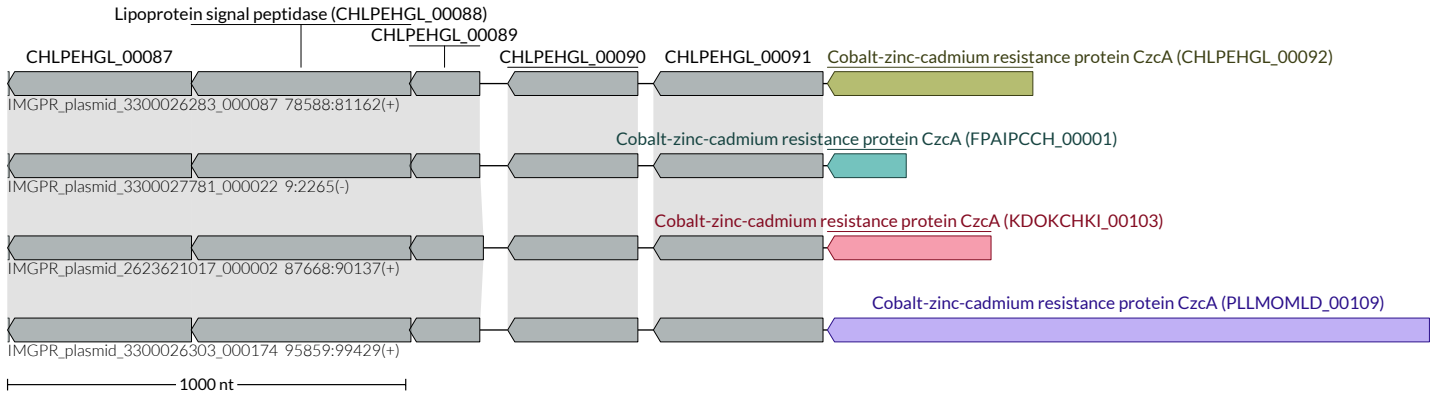 Lipoprotein signal peptidase (CHLPEHGL_00088)
CHLPEHGL_00089
CHLPEHGL_00087
CHLPEHGL_00090
CHLPEHGL_00091
Cobalt-zinc-cadmium resistance protein CzcA (CHLPEHGL_00092)
IMGPR_plasmid_3300026283_000087 78588:81162(+)
Cobalt-zinc-cadmium resistance protein CzcA (FPAIPCCH_00001)
IMGPR_plasmid_3300027781_000022 9:2265(-)
Cobalt-zinc-cadmium resistance protein CzcA (KDOKCHKI_00103)
IMGPR_plasmid_2623621017_000002 87668:90137(+)
Cobalt-zinc-cadmium resistance protein CzcA (PLLMOMLD_00109)
IMGPR_plasmid_3300026303_000174 95859:99429(+)
1000 nt